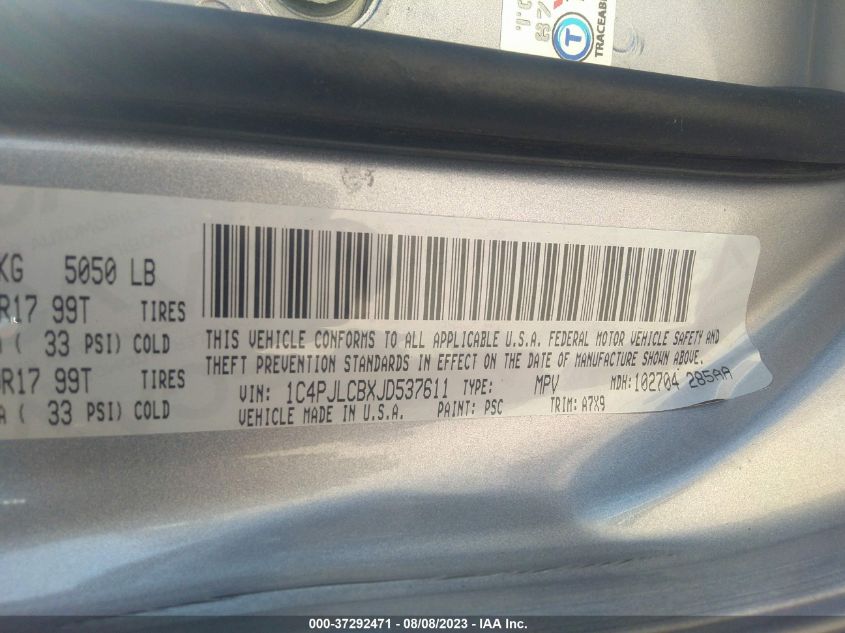 TRACEAB
T
KG 5050 LB
R17 99T TIRES
( 33 PSI) COLD
R17 99T TIRES
A ( 33 PSI) COLD
THIS VEHICLE CONFORMS TO ALL APPLICABLE U.S.A. FEDERAL MOTOR VEHICLE SAFETY AND
THEFT PREVENTION STANDARDS IN EFFECT ON THE DATE OF MANUFACTURE SHOWN ABOVE.
VIN: 1C4PJLCBXJD537611 TYPE: MPV MDH: 102704 285AA
VEHICLE MADE IN U.S.A. PAINT: PSC TRIM: A7X9
000-37292471 - 08/08/2023 - © IAA Inc.